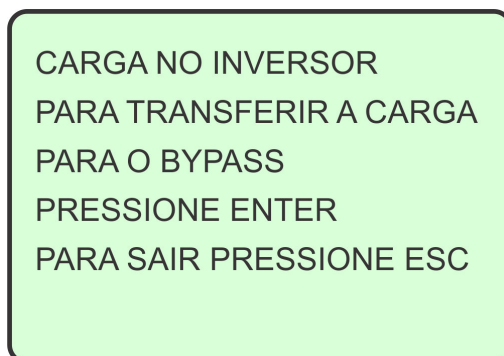 CARGA NO INVERSOR
PARA TRANSFERIR A CARGA
PARA O BYPASS
PRESSIONE ENTER
PARA SAIR PRESSIONE ESC